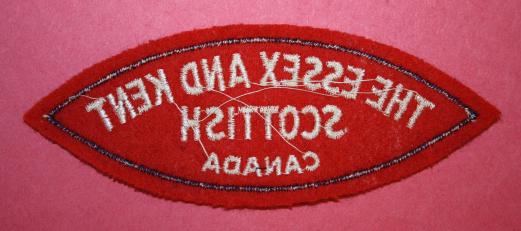 THE ESSEX AND KENT
SCOTTISH
CANADA